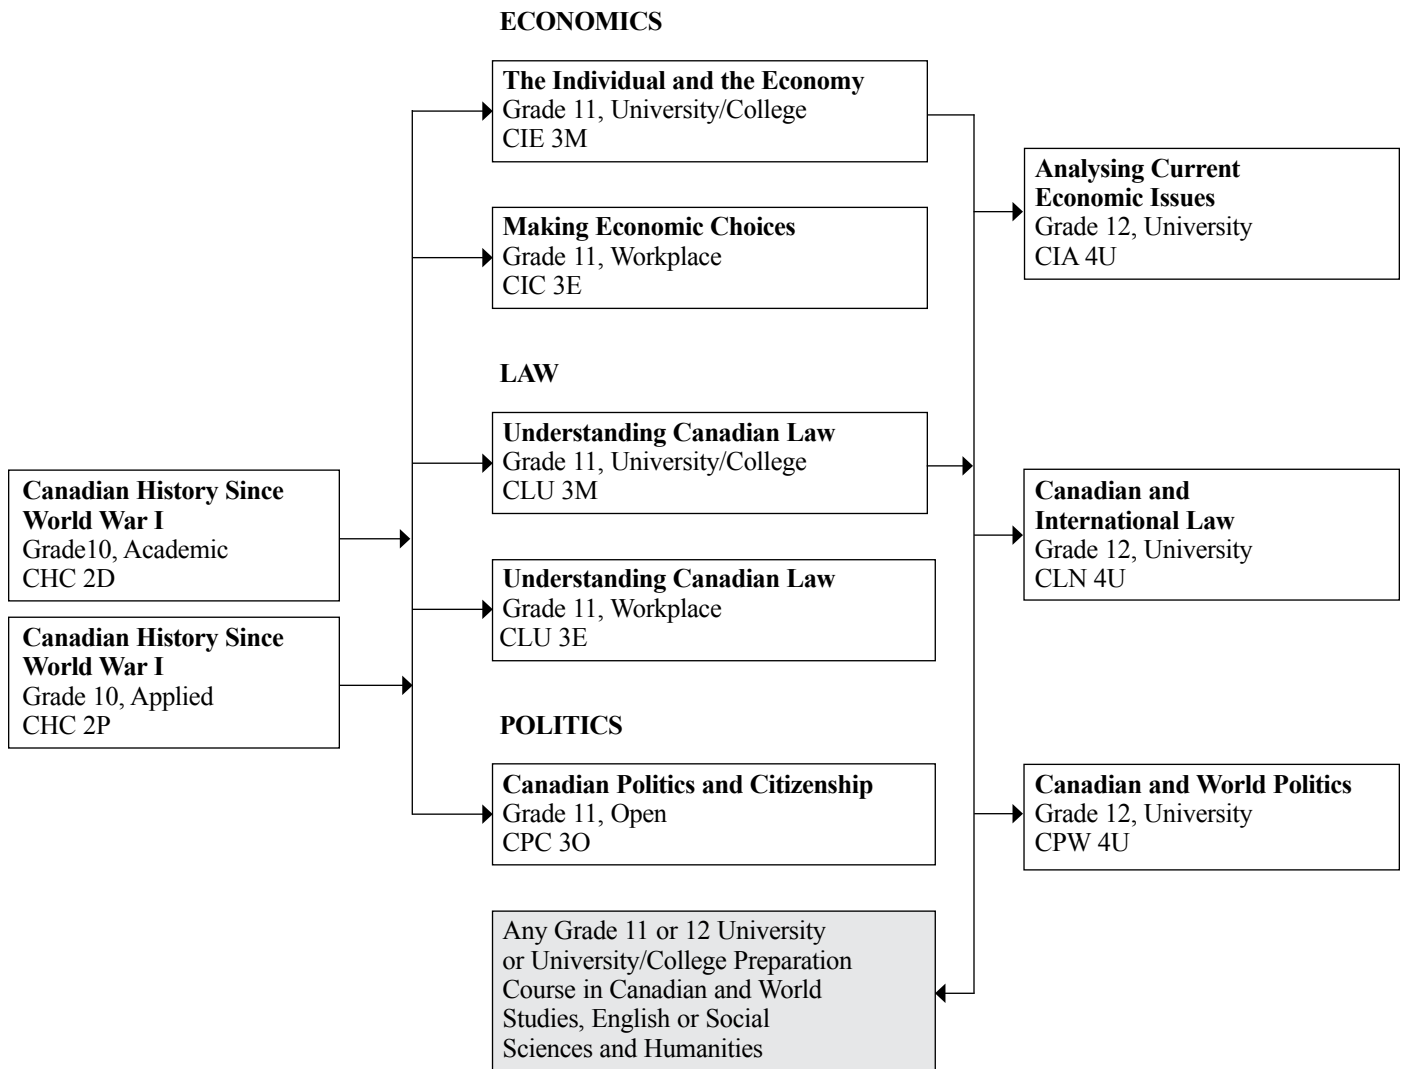 ECONOMICS
The Individual and the Economy
Grade 11, University/College
CIE 3M
Making Economic Choices
Grade 11, Workplace
CIC 3E
LAW
Understanding Canadian Law
Grade 11, University/College
CLU 3M
Understanding Canadian Law
Grade 11, Workplace
CLU 3E
POLITICS
Canadian Politics and Citizenship
Grade 11, Open
CPC 3O
Any Grade 11 or 12 University
or University/College Preparation
Course in Canadian and World
Studies, English or Social
Sciences and Humanities
Canadian History Since
World War I
Grade10, Academic
CHC 2D
Canadian History Since
World War I
Grade 10, Applied
CHC 2P
Analysing Current
Economic Issues
Grade 12, University
CIA 4U
Canadian and
International Law
Grade 12, University
CLN 4U
Canadian and World Politics
Grade 12, University
CPW 4U